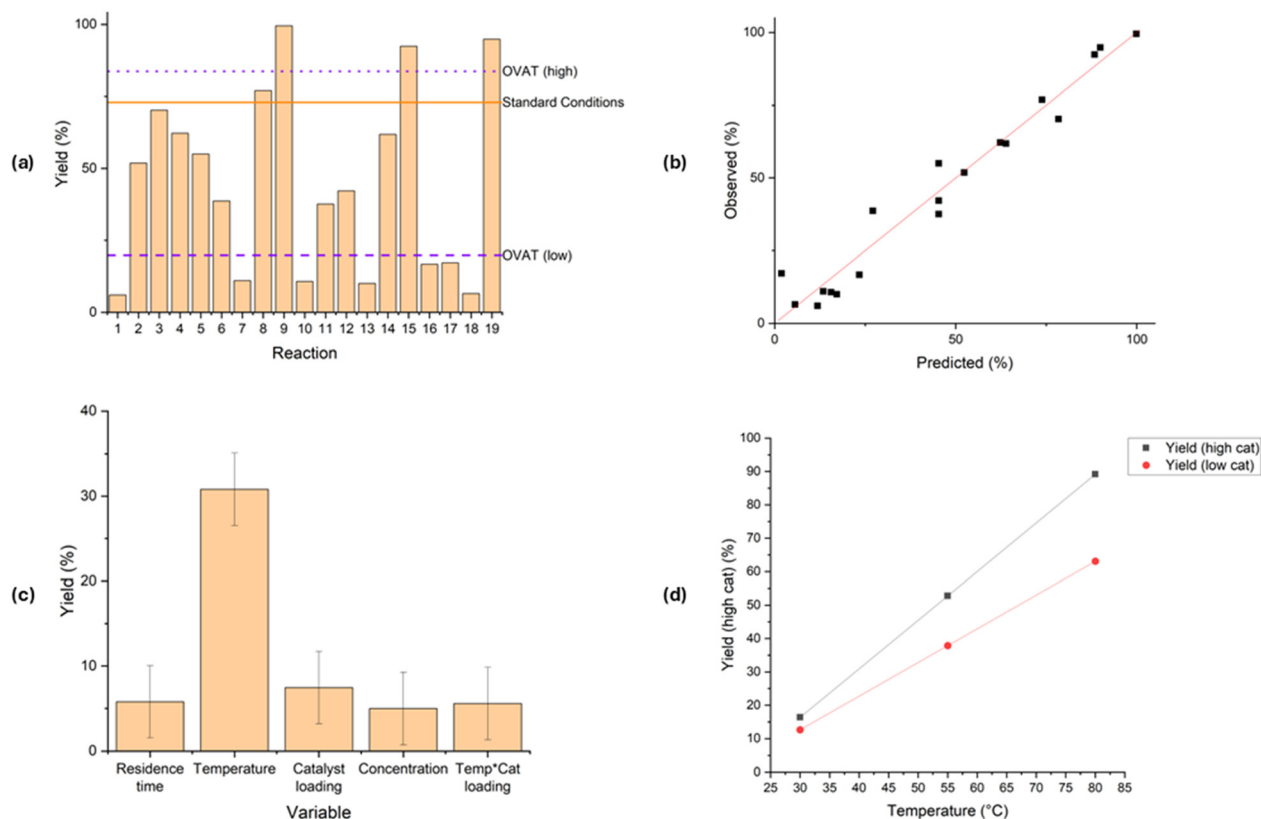 (a)
Yield (%)
100
50
0
OVAT (high)
Standard Conditions
OVAT (low)
1 2 3 4 5 6 7 8 9 10 11 12 13 14 15 16 17 18 19
Reaction
(b)
Observed (%)
100
50
0
0 50 100
Predicted (%)
(c)
Yield (%)
40
30
20
10
0
Residence time
Temperature
Catalyst loading
Concentration
Temp*Cat loading
Variable
(d)
Yield (high cat) (%)
100
90
80
70
60
50
40
30
20
10
0
25 30 35 40 45 50 55 60 65 70 75 80 85
Temperature (°C)
Yield (high cat)
Yield (low cat)